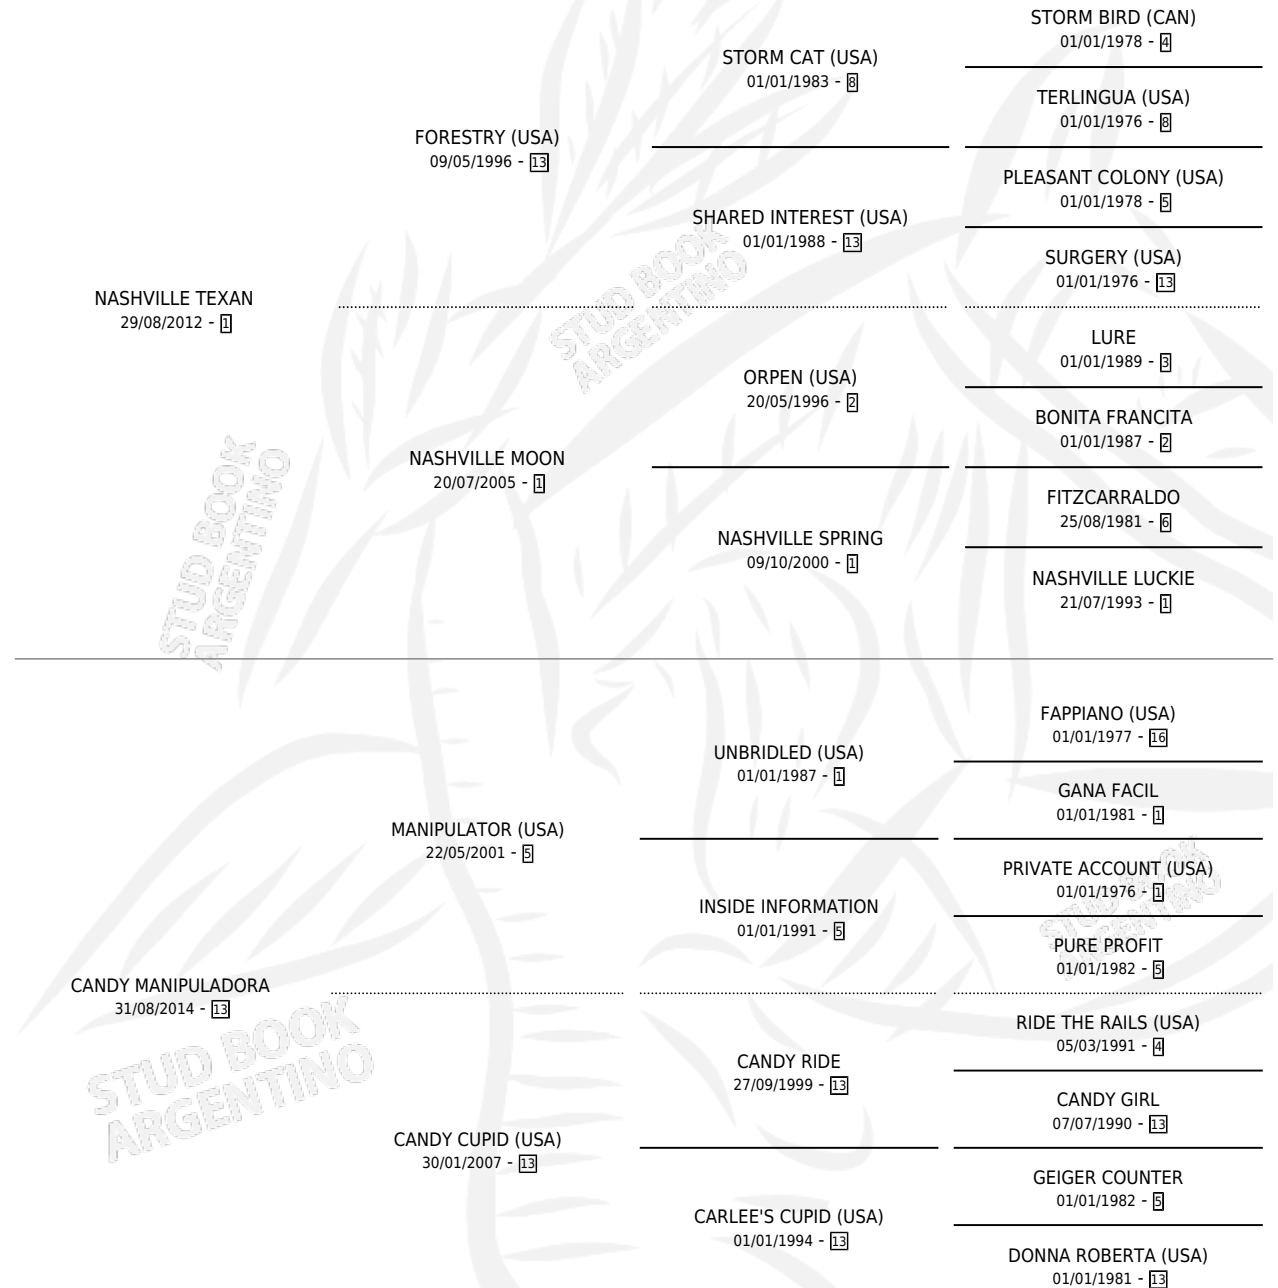 STORM BIRD (CAN)
01/01/1978 - 4
STORM CAT (USA)
01/01/1983 - 8
TERLINGUA (USA)
01/01/1976 - 8
FORESTRY (USA)
09/05/1996 - 13
PLEASANT COLONY (USA)
01/01/1978 - 5
SHARED INTEREST (USA)
01/01/1988 - 13
SURGERY (USA)
01/01/1976 - 13
NASHVILLE TEXAN
29/08/2012 - 1
STUD BOOK
ARGENTINO
LURE
01/01/1989 - 3
ORPEN (USA)
20/05/1996 - 2
BONITA FRANCITA
01/01/1987 - 2
NASHVILLE MOON
20/07/2005 - 1
FITZCARRALDO
25/08/1981 - 6
NASHVILLE SPRING
09/10/2000 - 1
NASHVILLE LUCKIE
21/07/1993 - 1
STUD BOOK
ARGENTINO
FAPPIANO (USA)
01/01/1977 - 16
UNBRIDLED (USA)
01/01/1987 - 1
GANA FACIL
01/01/1981 - 1
MANIPULATOR (USA)
22/05/2001 - 5
PRIVATE ACCOUNT (USA)
01/01/1976 - 1
INSIDE INFORMATION
01/01/1991 - 5
STUD BOOK
ARGENTINO
PURE PROFIT
01/01/1982 - 5
CANDY MANIPULADORA
31/08/2014 - 13
RIDE THE RAILS (USA)
05/03/1991 - 4
CANDY RIDE
27/09/1999 - 13
STUD BOOK
ARGENTINO
CANDY GIRL
07/07/1990 - 13
CANDY CUPID (USA)
30/01/2007 - 13
GEIGER COUNTER
01/01/1982 - 5
CARLEE'S CUPID (USA)
01/01/1994 - 13
DONNA ROBERTA (USA)
01/01/1981 - 13